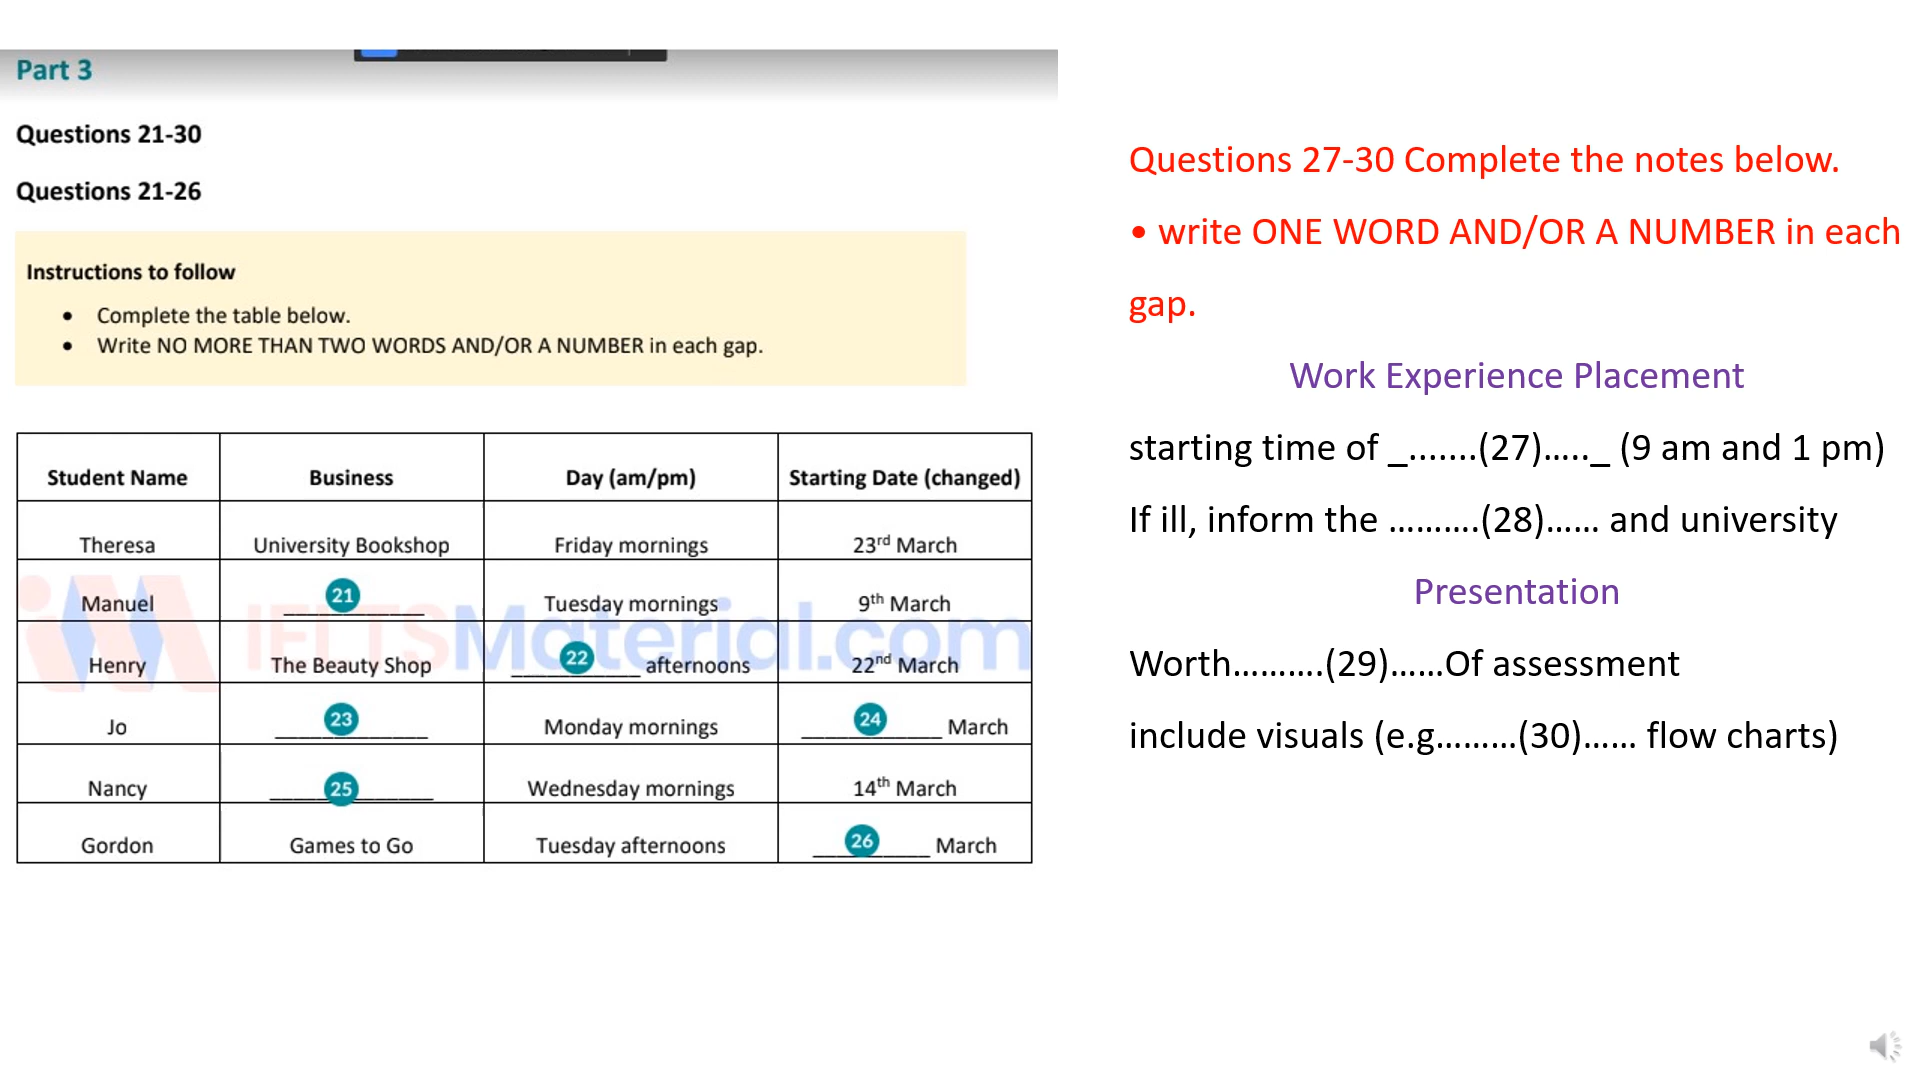 Part 3
Questions 21-30
Questions 21-26
Instructions to follow
• Complete the table below.
• Write NO MORE THAN TWO WORDS AND/OR A NUMBER in each gap.
Student Name Business Day (am/pm) Starting Date (changed)
Theresa University Bookshop Friday mornings 23rd March
Manuel ____21____ Tuesday mornings 9th March
Henry The Beauty Shop ____22____ afternoons 22nd March
Jo ____23____ Monday mornings ____24____ March
Nancy ____25____ Wednesday mornings 14th March
Gordon Games to Go Tuesday afternoons ____26____ March
IELTSMaterial.com
Questions 27-30 Complete the notes below.
• write ONE WORD AND/OR A NUMBER in each
gap.
Work Experience Placement
starting time of _.......(27)....._ (9 am and 1 pm)
If ill, inform the ..........(28)...... and university
Presentation
Worth..........(29)......Of assessment
include visuals (e.g.........(30)...... flow charts)